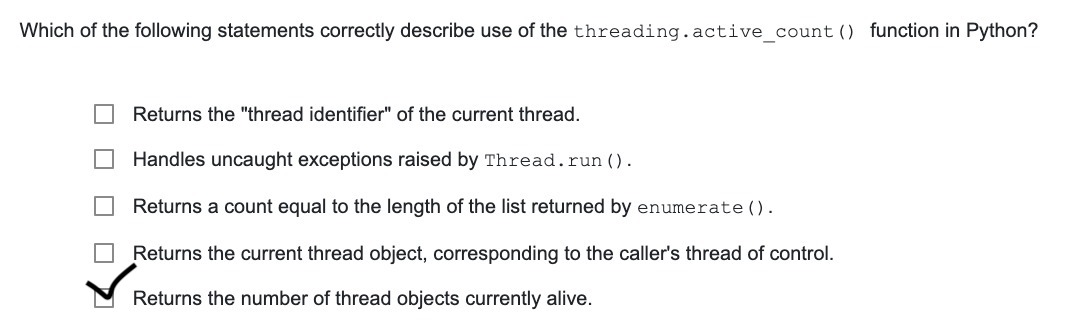 Which of the following statements correctly describe use of the threading.active_count() function in Python?
Returns the "thread identifier" of the current thread.
Handles uncaught exceptions raised by Thread.run().
Returns a count equal to the length of the list returned by enumerate().
Returns the current thread object, corresponding to the caller's thread of control.
Returns the number of thread objects currently alive.